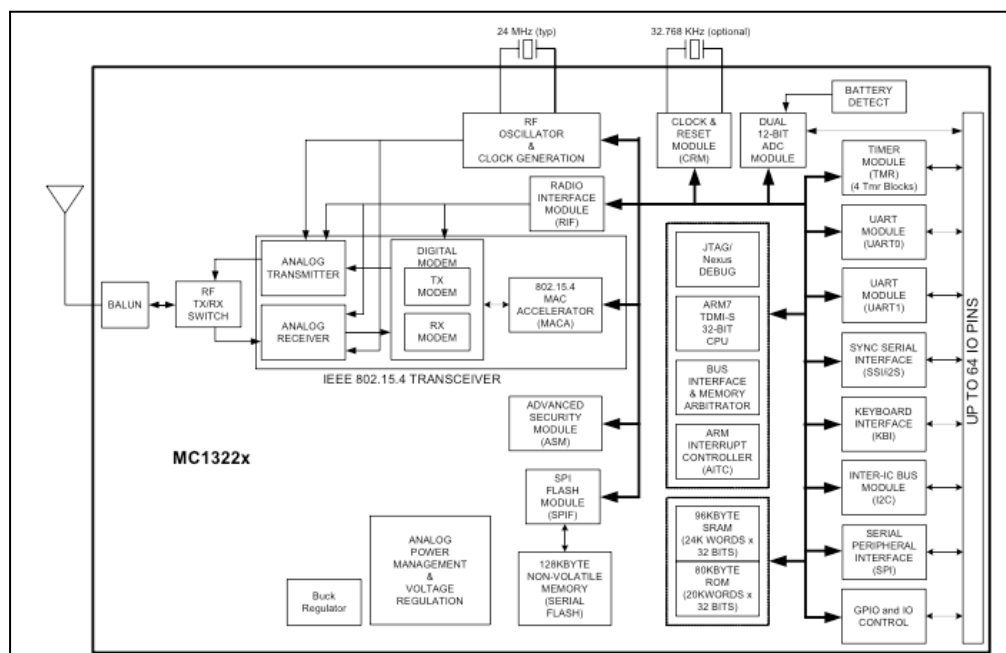 24 MHz (typ)
32.768 KHz (optional)
BATTERY
DETECT
RF
OSCILLATOR
&
CLOCK GENERATION
CLOCK &
RESET
MODULE
(CRM)
DUAL
12-BIT
ADC
MODULE
TIMER
MODULE
(TMR)
(4 Tmr Blocks)
RADIO
INTERFACE
MODULE
(RIF)
UART
MODULE
(UART0)
ANALOG
TRANSMITTER
DIGITAL
MODEM
TX
MODEM
RX
MODEM
JTAG/
Nexus
DEBUG
BALUN
RF
TX/RX
SWITCH
ANALOG
RECEIVER
802.15.4
MAC
ACCELERATOR
(MACA)
ARM7
TDMI-S
32-BIT
CPU
UART
MODULE
(UART1)
IEEE 802.15.4 TRANSCEIVER
BUS
INTERFACE
& MEMORY
ARBITRATOR
SYNC SERIAL
INTERFACE
(SSI/i2S)
UP TO 64 IO PINS
ADVANCED
SECURITY
MODULE
(ASM)
ARM
INTERRUPT
CONTROLLER
(AITC)
KEYBOARD
INTERFACE
(KBI)
MC1322x
SPI
FLASH
MODULE
(SPIF)
INTER-IC BUS
MODULE
(I2C)
96KBYTE
SRAM
(24K WORDS x
32 BITS)
SERIAL
PERIPHERAL
INTERFACE
(SPI)
ANALOG
POWER
MANAGEMENT
&
VOLTAGE
REGULATION
Buck
Regulator
128KBYTE
NON-VOLATILE
MEMORY
(SERIAL
FLASH)
80KBYTE
ROM
(20KWORDS x
32 BITS)
GPIO and IO
CONTROL